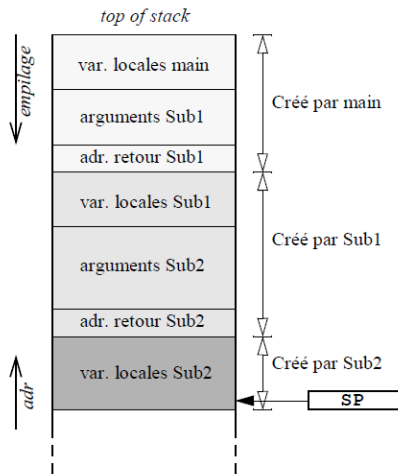 top of stack
empilage
var. locales main
arguments Sub1
adr. retour Sub1
Créé par main
var. locales Sub1
arguments Sub2
adr. retour Sub2
Créé par Sub1
var. locales Sub2
Créé par Sub2
adr
SP